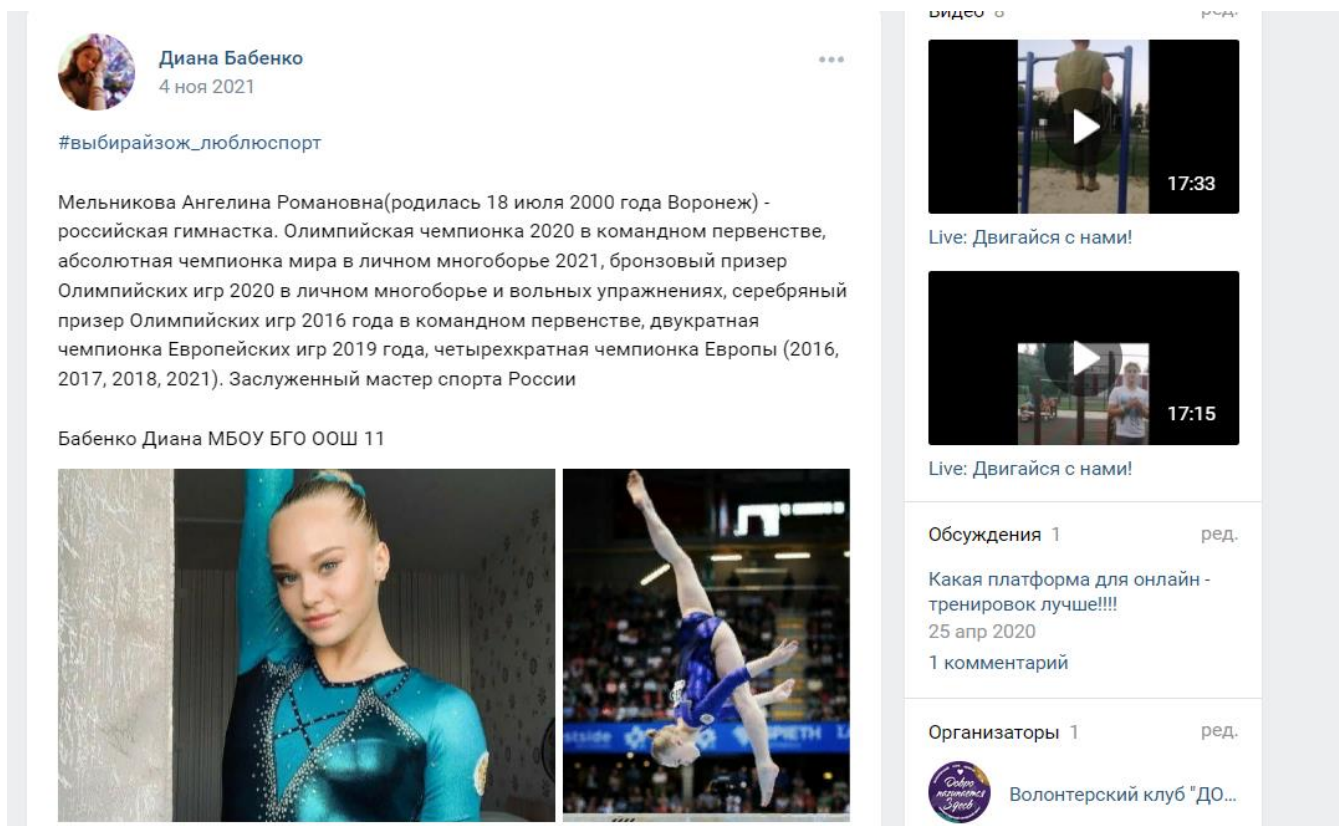 Диана Бабенко
4 ноя 2021
#выбирайзож_люблюспорт
Мельникова Ангелина Романовна(родилась 18 июля 2000 года Воронеж) -
российская гимнастка. Олимпийская чемпионка 2020 в командном первенстве,
абсолютная чемпионка мира в личном многоборье 2021, бронзовый призер
Олимпийских игр 2020 в личном многоборье и вольных упражнениях, серебряный
призер Олимпийских игр 2016 года в командном первенстве, двукратная
чемпионка Европейских игр 2019 года, четырехкратная чемпионка Европы (2016,
2017, 2018, 2021). Заслуженный мастер спорта России
Бабенко Диана МБОУ БГО ООШ 11
SPIETH
Видео 8 ред.
17:33
Live: Двигайся с нами!
17:15
Live: Двигайся с нами!
Обсуждения 1 ред.
Какая платформа для онлайн -
тренировок лучше!!!!
25 апр 2020
1 комментарий
Организаторы 1 ред.
Добро
начинается
Здесь
Волонтерский клуб "ДО...